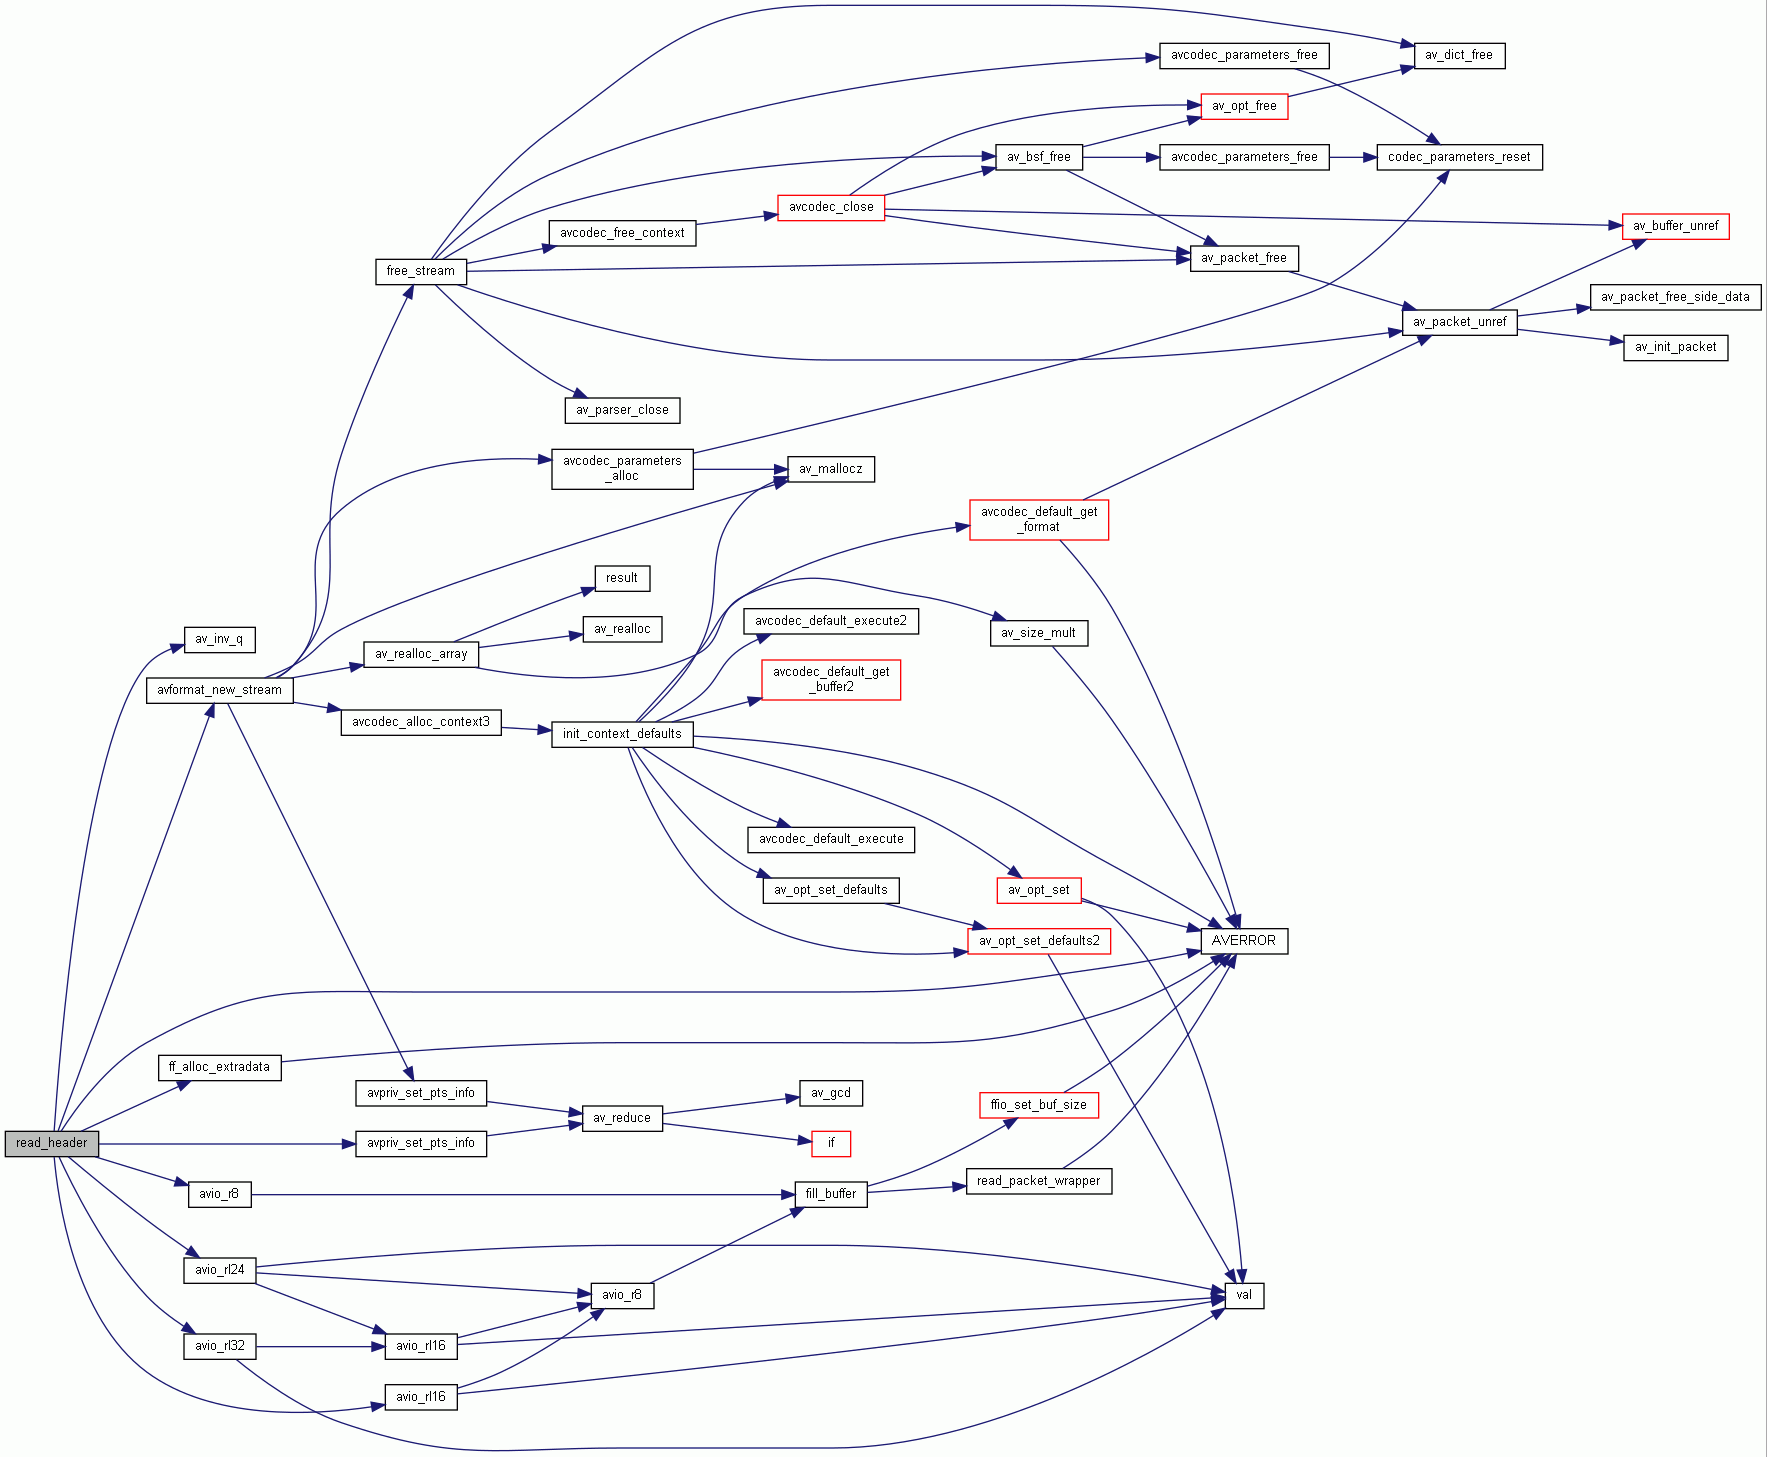 avcodec_parameters_free
av_dict_free
av_opt_free
av_bsf_free
avcodec_parameters_free
codec_parameters_reset
avcodec_close
av_buffer_unref
avcodec_free_context
av_packet_free
free_stream
av_packet_free_side_data
av_packet_unref
av_init_packet
av_parser_close
avcodec_parameters
_alloc
av_mallocz
avcodec_default_get
_format
result
avcodec_default_execute2
av_realloc
av_size_mult
av_inv_q
av_realloc_array
avcodec_default_get
_buffer2
avformat_new_stream
avcodec_alloc_context3
init_context_defaults
avcodec_default_execute
av_opt_set_defaults
av_opt_set
av_opt_set_defaults2
AVERROR
ff_alloc_extradata
avpriv_set_pts_info
av_gcd
ffio_set_buf_size
av_reduce
read_header
avpriv_set_pts_info
if
read_packet_wrapper
avio_r8
fill_buffer
avio_rl24
avio_r8
val
avio_rl32
avio_rl16
avio_rl16